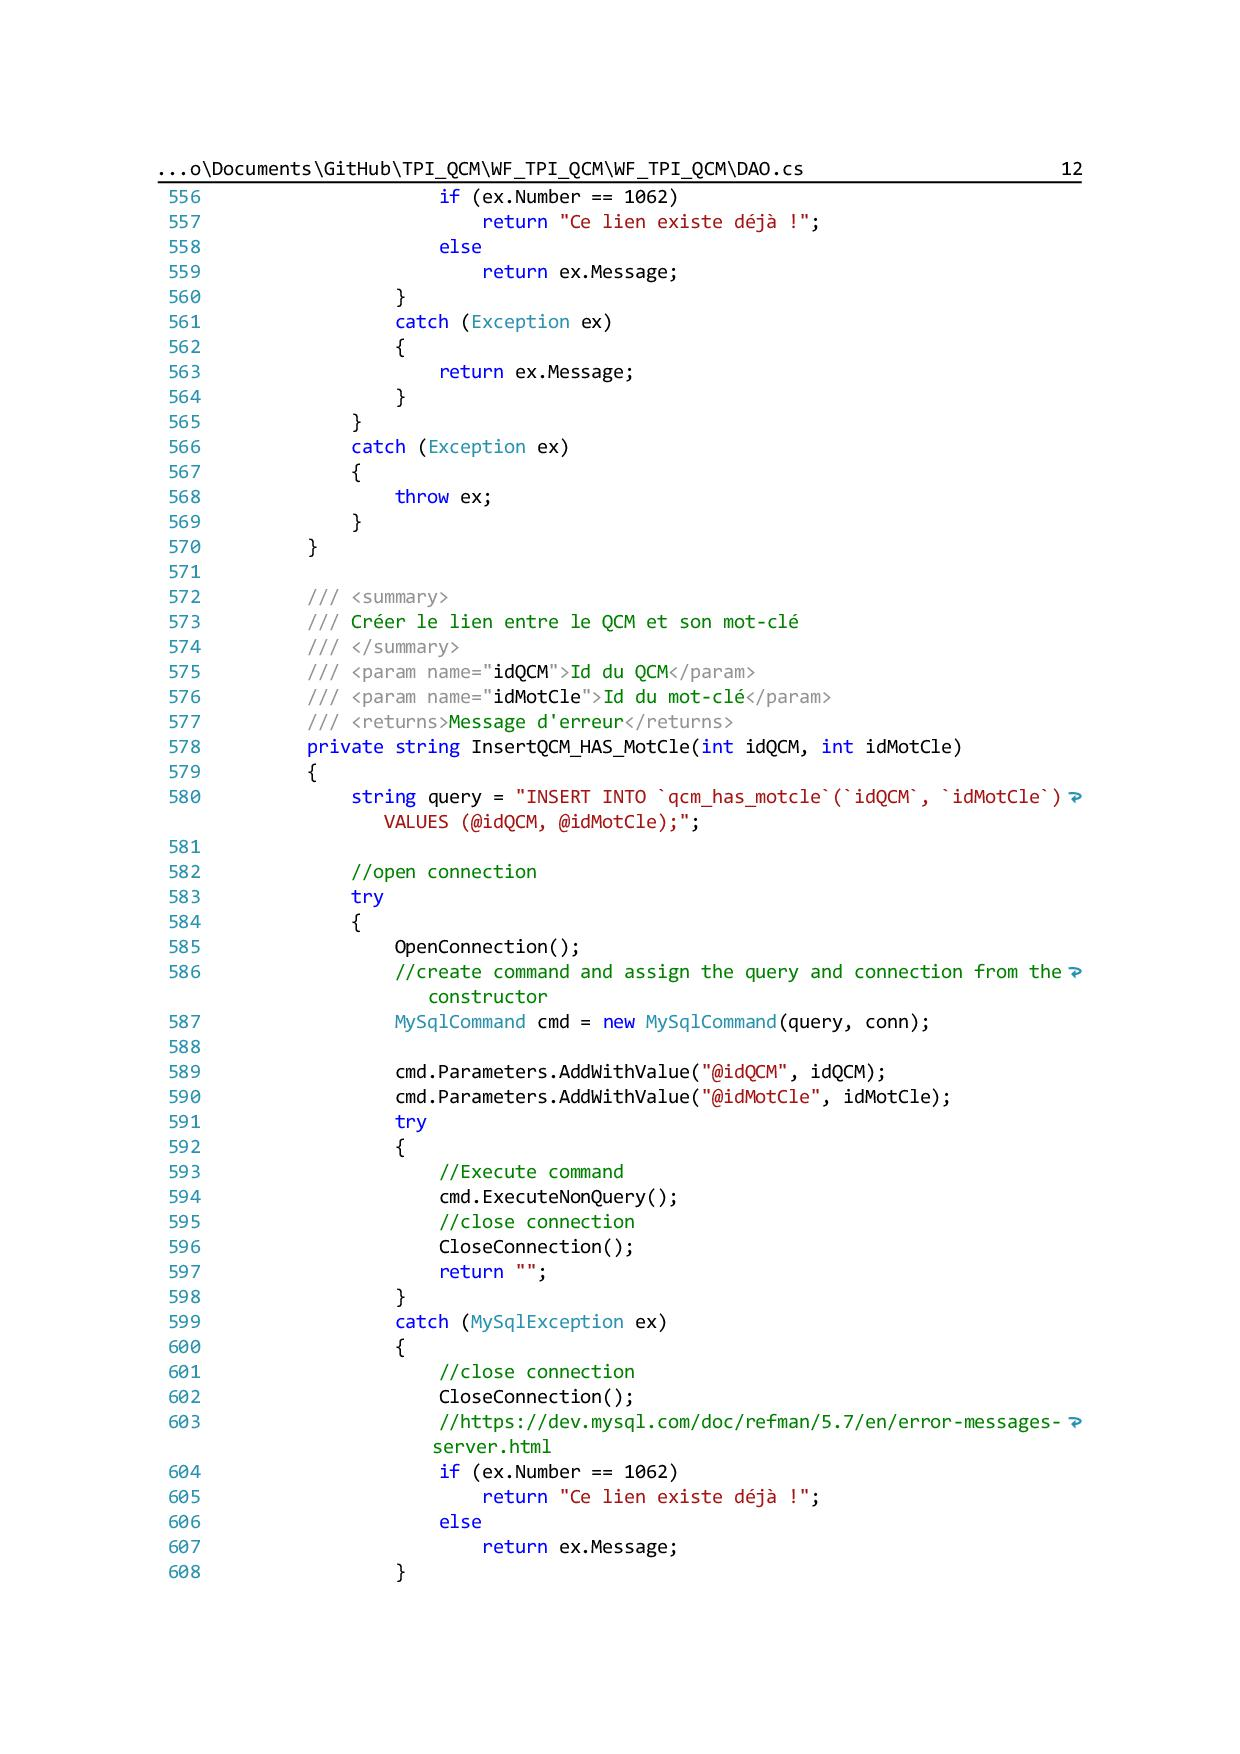 ...o\Documents\GitHub\TPI_QCM\WF_TPI_QCM\WF_TPI_QCM\DAO.cs 12
556 if (ex.Number == 1062)
557 return "Ce lien existe déjà !";
558 else
559 return ex.Message;
560 }
561 catch (Exception ex)
562 {
563 return ex.Message;
564 }
565 }
566 catch (Exception ex)
567 {
568 throw ex;
569 }
570 }
571
572 /// <summary>
573 /// Créer le lien entre le QCM et son mot-clé
574 /// </summary>
575 /// <param name="idQCM">Id du QCM</param>
576 /// <param name="idMotCle">Id du mot-clé</param>
577 /// <returns>Message d'erreur</returns>
578 private string InsertQCM_HAS_MotCle(int idQCM, int idMotCle)
579 {
580 string query = "INSERT INTO `qcm_has_motcle`(`idQCM`, `idMotCle`)
VALUES (@idQCM, @idMotCle);";
581
582 //open connection
583 try
584 {
585 OpenConnection();
586 //create command and assign the query and connection from the
constructor
587 MySqlCommand cmd = new MySqlCommand(query, conn);
588
589 cmd.Parameters.AddWithValue("@idQCM", idQCM);
590 cmd.Parameters.AddWithValue("@idMotCle", idMotCle);
591 try
592 {
593 //Execute command
594 cmd.ExecuteNonQuery();
595 //close connection
596 CloseConnection();
597 return "";
598 }
599 catch (MySqlException ex)
600 {
601 //close connection
602 CloseConnection();
603 //https://dev.mysql.com/doc/refman/5.7/en/error-messages-
server.html
604 if (ex.Number == 1062)
605 return "Ce lien existe déjà !";
606 else
607 return ex.Message;
608 }